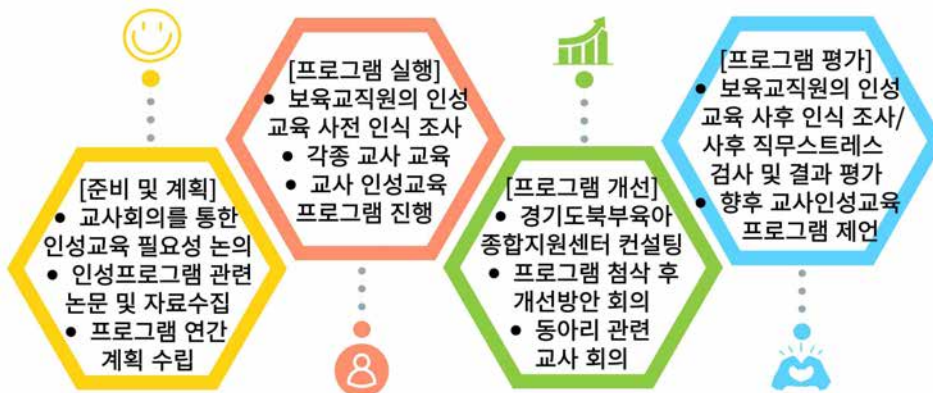 [준비 및 계획]
● 교사회의를 통한
인성교육 필요성 논의
● 인성프로그램 관련
논문 및 자료수집
● 프로그램 연간
계획 수립
[프로그램 실행]
● 보육교직원의 인성
교육 사전 인식 조사
● 각종 교사 교육
● 교사 인성교육
프로그램 진행
[프로그램 개선]
● 경기도북부육아
종합지원센터 컨설팅
● 프로그램 첨삭 후
개선방안 회의
● 동아리 관련
교사 회의
[프로그램 평가]
● 보육교직원의 인성
교육 사후 인식 조사/
사후 직무스트레스
검사 및 결과 평가
● 향후 교사인성교육
프로그램 제언